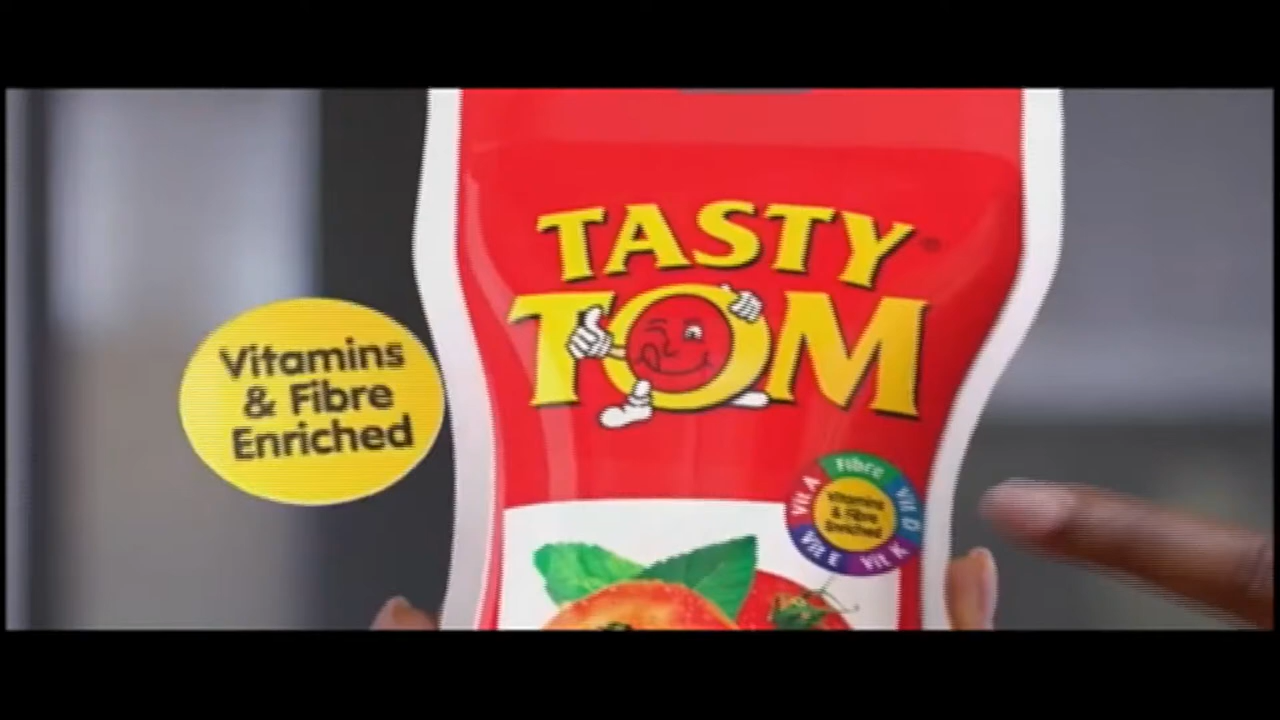 TASTY
TOM
®
Vitamins
& Fibre
Enriched
Fibre
Vit A
Vit D
Vitamins
& Fibre
Enriched
Vit E
Vit K